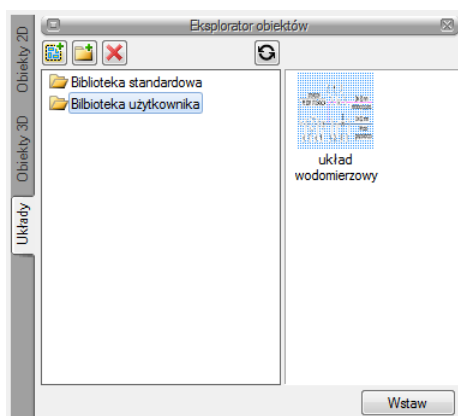 Eksplorator obiektów
Obiekty 2D
Obiekty 3D
Układy
Biblioteka standardowa
Bilbioteka użytkownika
układ
wodomierzowy
Wstaw